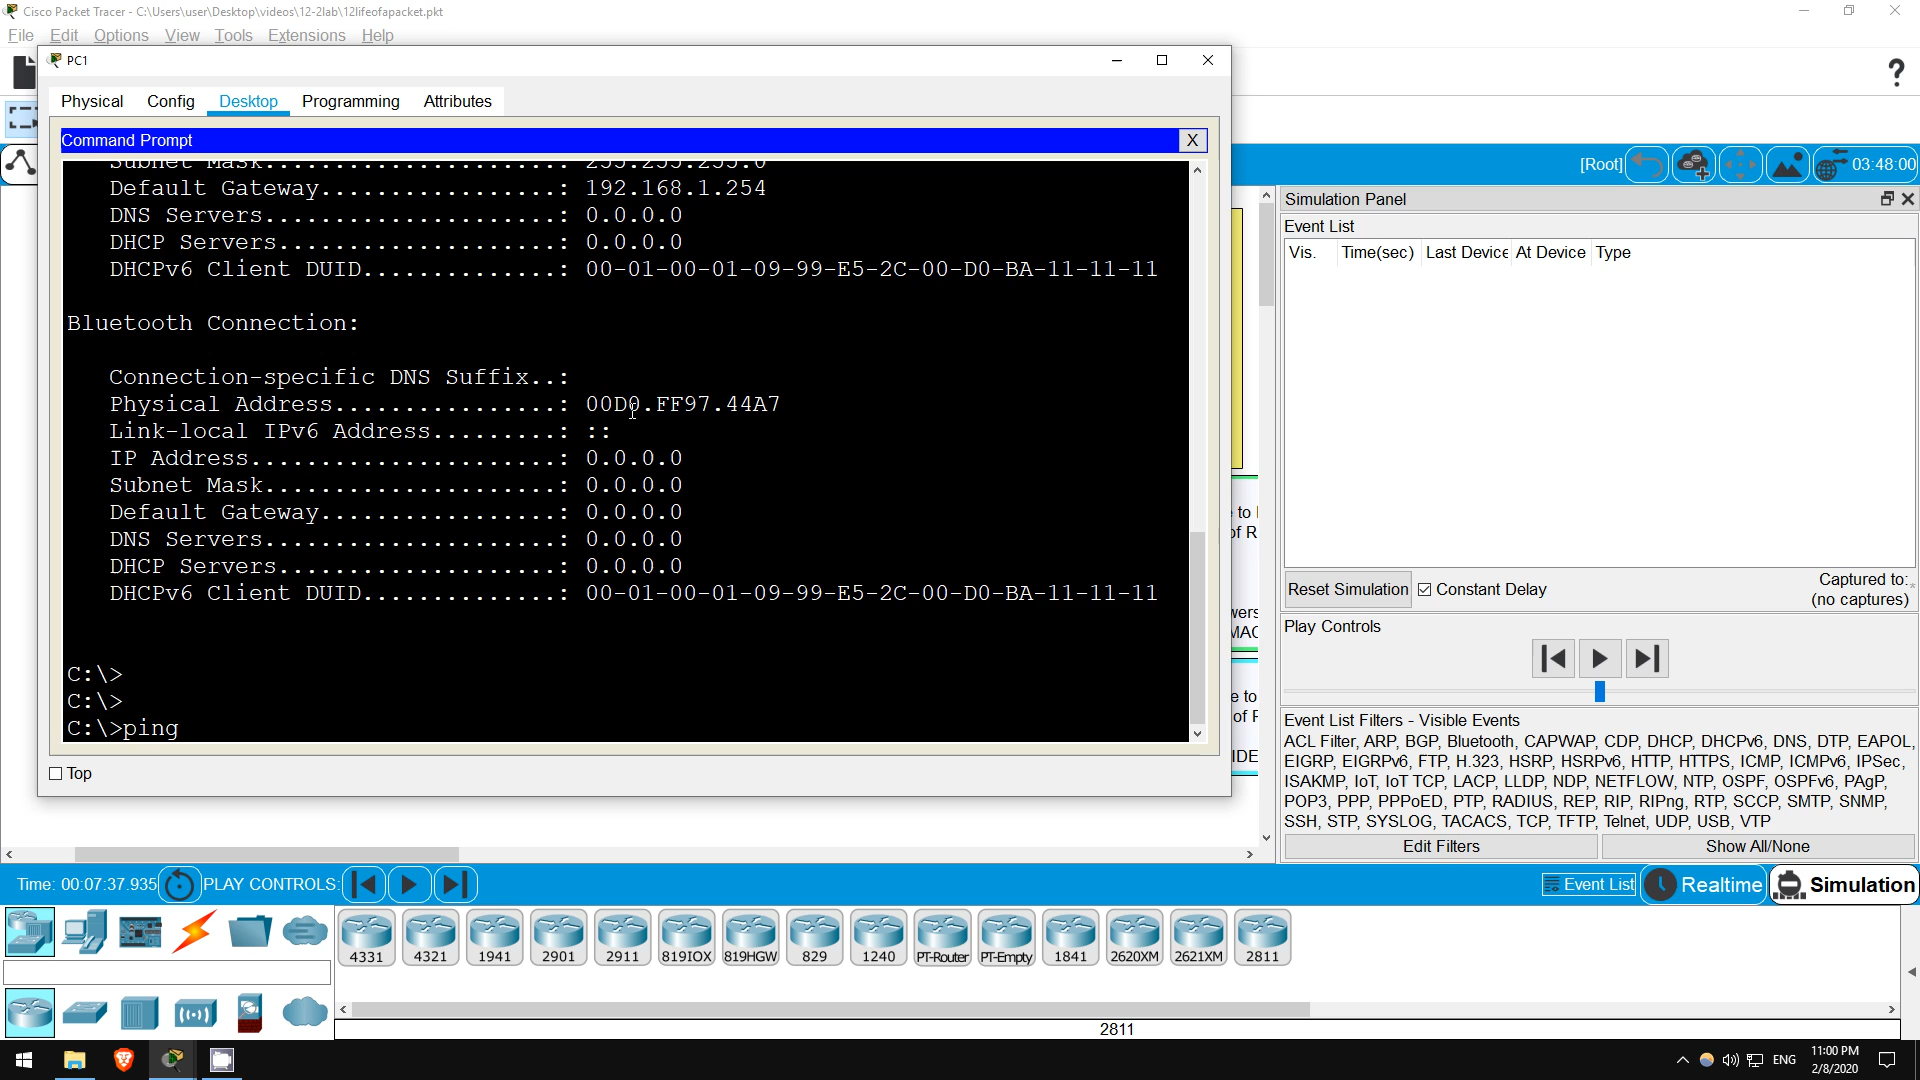 Cisco Packet Tracer - C:\Users\user\Desktop\videos\12-2lab\12lifeofapacket.pkt
File Edit Options View Tools Extensions Help
PC1
Physical Config Desktop Programming Attributes
Command Prompt X
Subnet Mask.....................: 255.255.255.0
Default Gateway.................: 192.168.1.254
DNS Servers.....................: 0.0.0.0
DHCP Servers....................: 0.0.0.0
DHCPv6 Client DUID..............: 00-01-00-01-09-99-E5-2C-00-D0-BA-11-11-11
Bluetooth Connection:
Connection-specific DNS Suffix..:
Physical Address................: 00D0.FF97.44A7
Link-local IPv6 Address.........: ::
IP Address......................: 0.0.0.0
Subnet Mask.....................: 0.0.0.0
Default Gateway.................: 0.0.0.0
DNS Servers.....................: 0.0.0.0
DHCP Servers....................: 0.0.0.0
DHCPv6 Client DUID..............: 00-01-00-01-09-99-E5-2C-00-D0-BA-11-11-11
C:\>
C:\>
C:\>ping
Top
[Root] 03:48:00
to
of R
e to
of
Simulation Panel
Event List
Vis. Time(sec) Last Device At Device Type
Reset Simulation Constant Delay
Captured to:
(no captures)
Play Controls
Event List Filters - Visible Events
ACL Filter, ARP, BGP, Bluetooth, CAPWAP, CDP, DHCP, DHCPv6, DNS, DTP, EAPOL,
EIGRP, EIGRPv6, FTP, H.323, HSRP, HSRPv6, HTTP, HTTPS, ICMP, ICMPv6, IPSec,
ISAKMP, IoT, IoT TCP, LACP, LLDP, NDP, NETFLOW, NTP, OSPF, OSPFv6, PAgP,
POP3, PPP, PPPoED, PTP, RADIUS, REP, RIP, RIPng, RTP, SCCP, SMTP, SNMP,
SSH, STP, SYSLOG, TACACS, TCP, TFTP, Telnet, UDP, USB, VTP
Edit Filters Show All/None
Time: 00:07:37.935 PLAY CONTROLS: Event List Realtime Simulation
4331 4321 1941 2901 2911 819IOX 819HGW 829 1240 PT-Router PT-Empty 1841 2620XM 2621XM 2811
2811
ENG
11:00 PM
2/8/2020